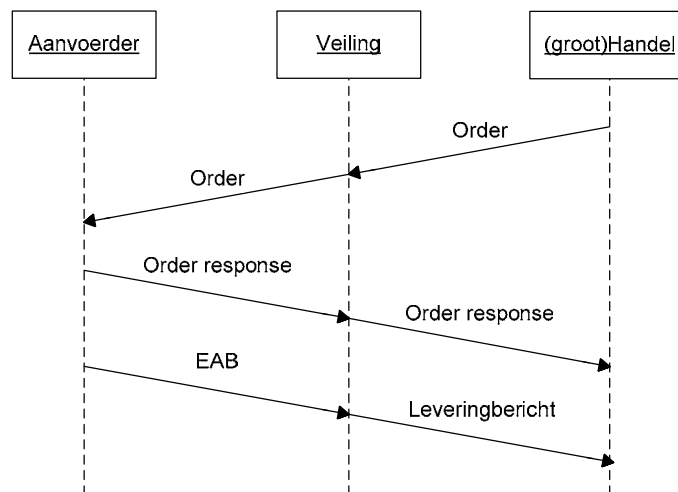 Aanvoerder
Veiling
(groot)Handel
Order
Order
Order response
Order response
EAB
Leveringbericht